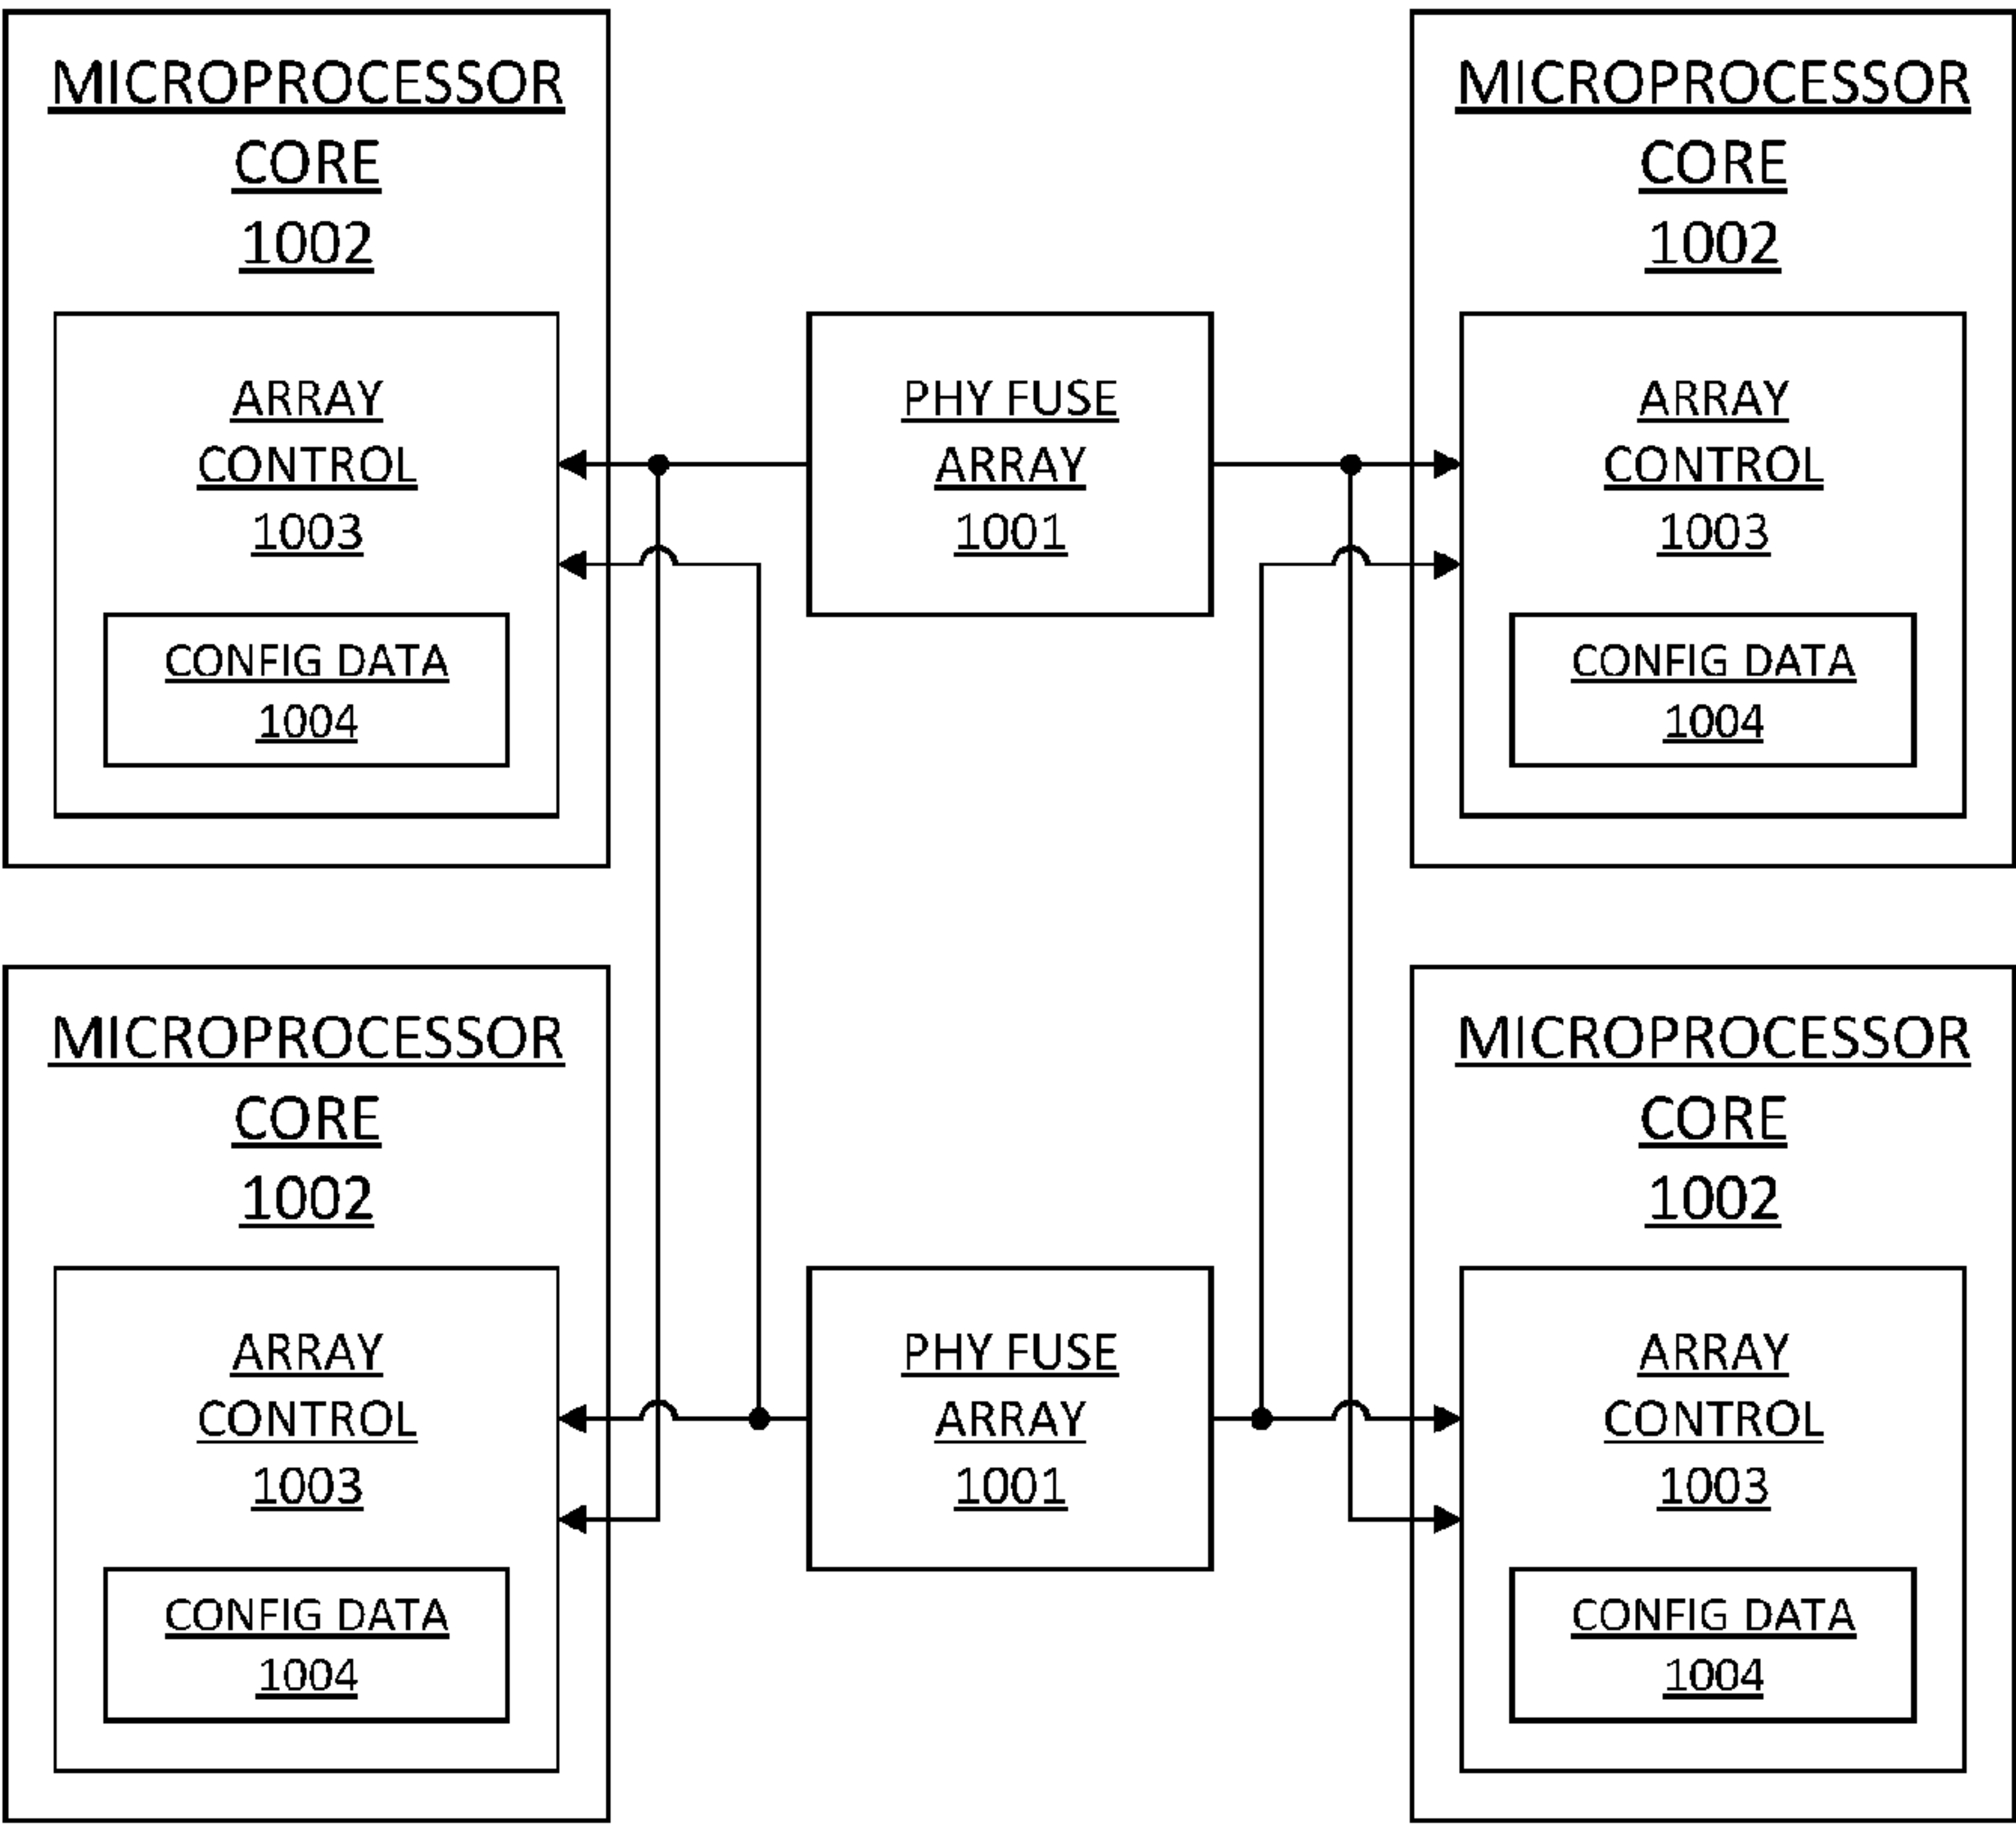 MICROPROCESSOR
CORE
1002
ARRAY
CONTROL
1003
CONFIG DATA
1004
PHY FUSE
ARRAY
1001
MICROPROCESSOR
CORE
1002
ARRAY
CONTROL
1003
CONFIG DATA
1004
MICROPROCESSOR
CORE
1002
ARRAY
CONTROL
1003
CONFIG DATA
1004
PHY FUSE
ARRAY
1001
MICROPROCESSOR
CORE
1002
ARRAY
CONTROL
1003
CONFIG DATA
1004